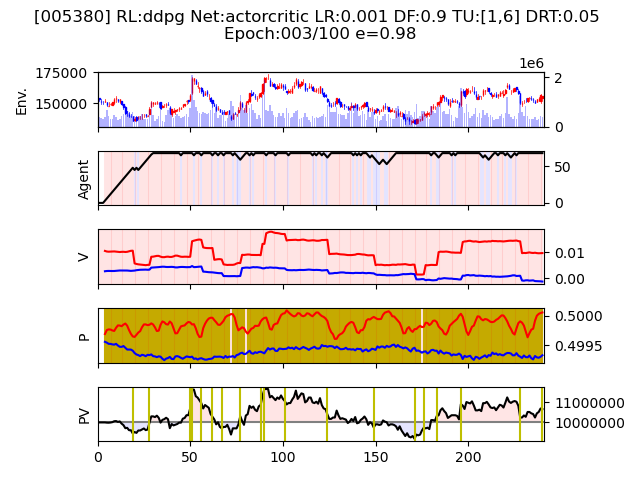 [005380] RL:ddpg Net:actorcritic LR:0.001 DF:0.9 TU:[1,6] DRT:0.05
Epoch:003/100 e=0.98
1e6
Env.
175000
150000
2
0
Agent
50
0
V
0.01
0.00
P
0.5000
0.4995
PV
11000000
10000000
0 50 100 150 200